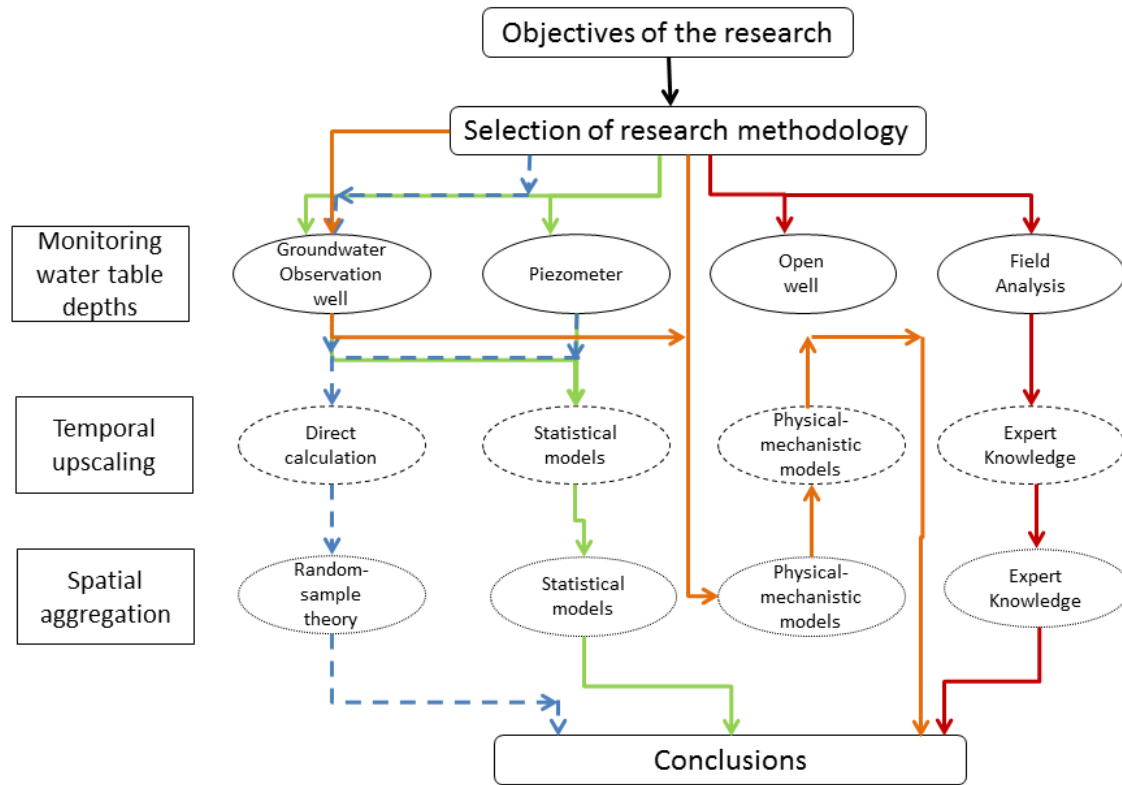 Objectives of the research
Selection of research methodology
Monitoring
water table
depths
Groundwater
Observation
well
Piezometer
Open
well
Field
Analysis
Temporal
upscaling
Direct
calculation
Statistical
models
Physical-
mechanistic
models
Expert
Knowledge
Spatial
aggregation
Random-
sample
theory
Statistical
models
Physical-
mechanistic
models
Expert
Knowledge
Conclusions